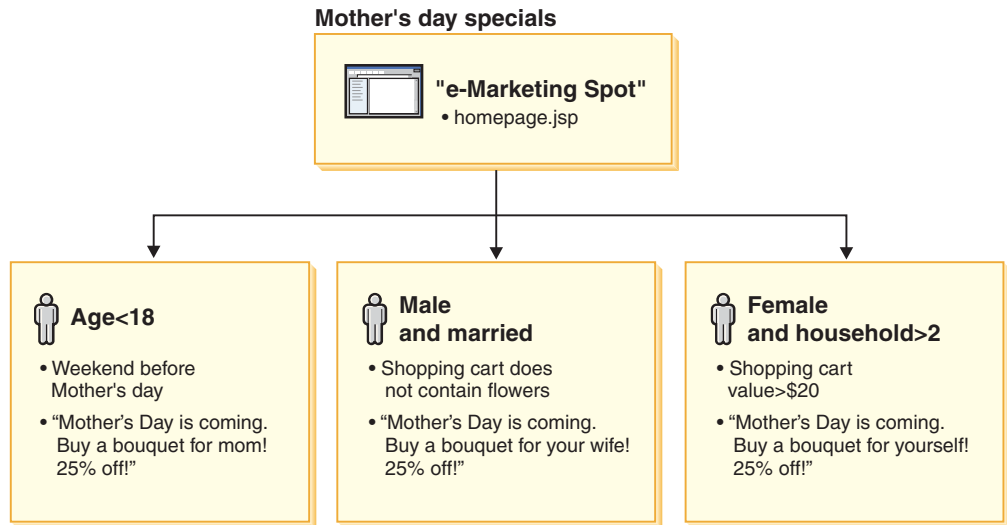 Mother's day specials
"e-Marketing Spot"
• homepage.jsp
Age<18
• Weekend before
Mother's day
• “Mother’s Day is coming.
Buy a bouquet for mom!
25% off!”
Male
and married
• Shopping cart does
not contain flowers
• “Mother’s Day is coming.
Buy a bouquet for your wife!
25% off!”
Female
and household>2
• Shopping cart
value>$20
• “Mother’s Day is coming.
Buy a bouquet for yourself!
25% off!”